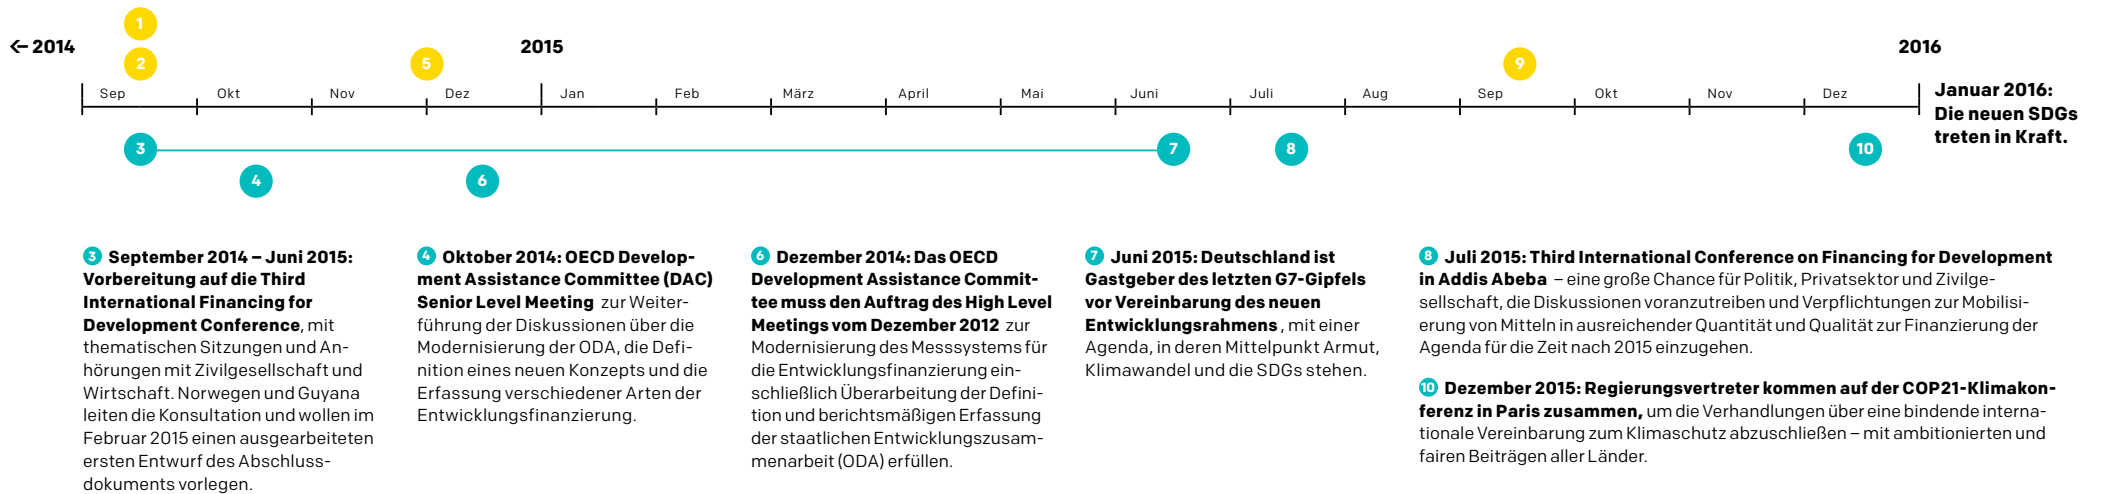 1
← 2014
2
5
2015
9
2016
Sep Okt Nov Dez Jan Feb März April Mai Juni Juli Aug Sep Okt Nov Dez
Januar 2016:
Die neuen SDGs
treten in Kraft.
3
7
8
10
4
6
3 September 2014 – Juni 2015:
Vorbereitung auf die Third
International Financing for
Development Conference, mit
thematischen Sitzungen und An-
hörungen mit Zivilgesellschaft und
Wirtschaft. Norwegen und Guyana
leiten die Konsultation und wollen im
Februar 2015 einen ausgearbeiteten
ersten Entwurf des Abschluss-
dokuments vorlegen.
4 Oktober 2014: OECD Develop-
ment Assistance Committee (DAC)
Senior Level Meeting zur Weiter-
führung der Diskussionen über die
Modernisierung der ODA, die Defi-
nition eines neuen Konzepts und die
Erfassung verschiedener Arten der
Entwicklungsfinanzierung.
6 Dezember 2014: Das OECD
Development Assistance Commit-
tee muss den Auftrag des High Level
Meetings vom Dezember 2012 zur
Modernisierung des Messsystems für
die Entwicklungsfinanzierung ein-
schließlich Überarbeitung der Defini-
tion und berichtsmäßigen Erfassung
der staatlichen Entwicklungszusam-
menarbeit (ODA) erfüllen.
7 Juni 2015: Deutschland ist
Gastgeber des letzten G7-Gipfels
vor Vereinbarung des neuen
Entwicklungsrahmens, mit einer
Agenda, in deren Mittelpunkt Armut,
Klimawandel und die SDGs stehen.
8 Juli 2015: Third International Conference on Financing for Development
in Addis Abeba – eine große Chance für Politik, Privatsektor und Zivilge-
sellschaft, die Diskussionen voranzutreiben und Verpflichtungen zur Mobilisi-
erung von Mitteln in ausreichender Quantität und Qualität zur Finanzierung der
Agenda für die Zeit nach 2015 einzugehen.
10 Dezember 2015: Regierungsvertreter kommen auf der COP21-Klimakon-
ferenz in Paris zusammen, um die Verhandlungen über eine bindende interna-
tionale Vereinbarung zum Klimaschutz abzuschließen – mit ambitionierten und
fairen Beiträgen aller Länder.